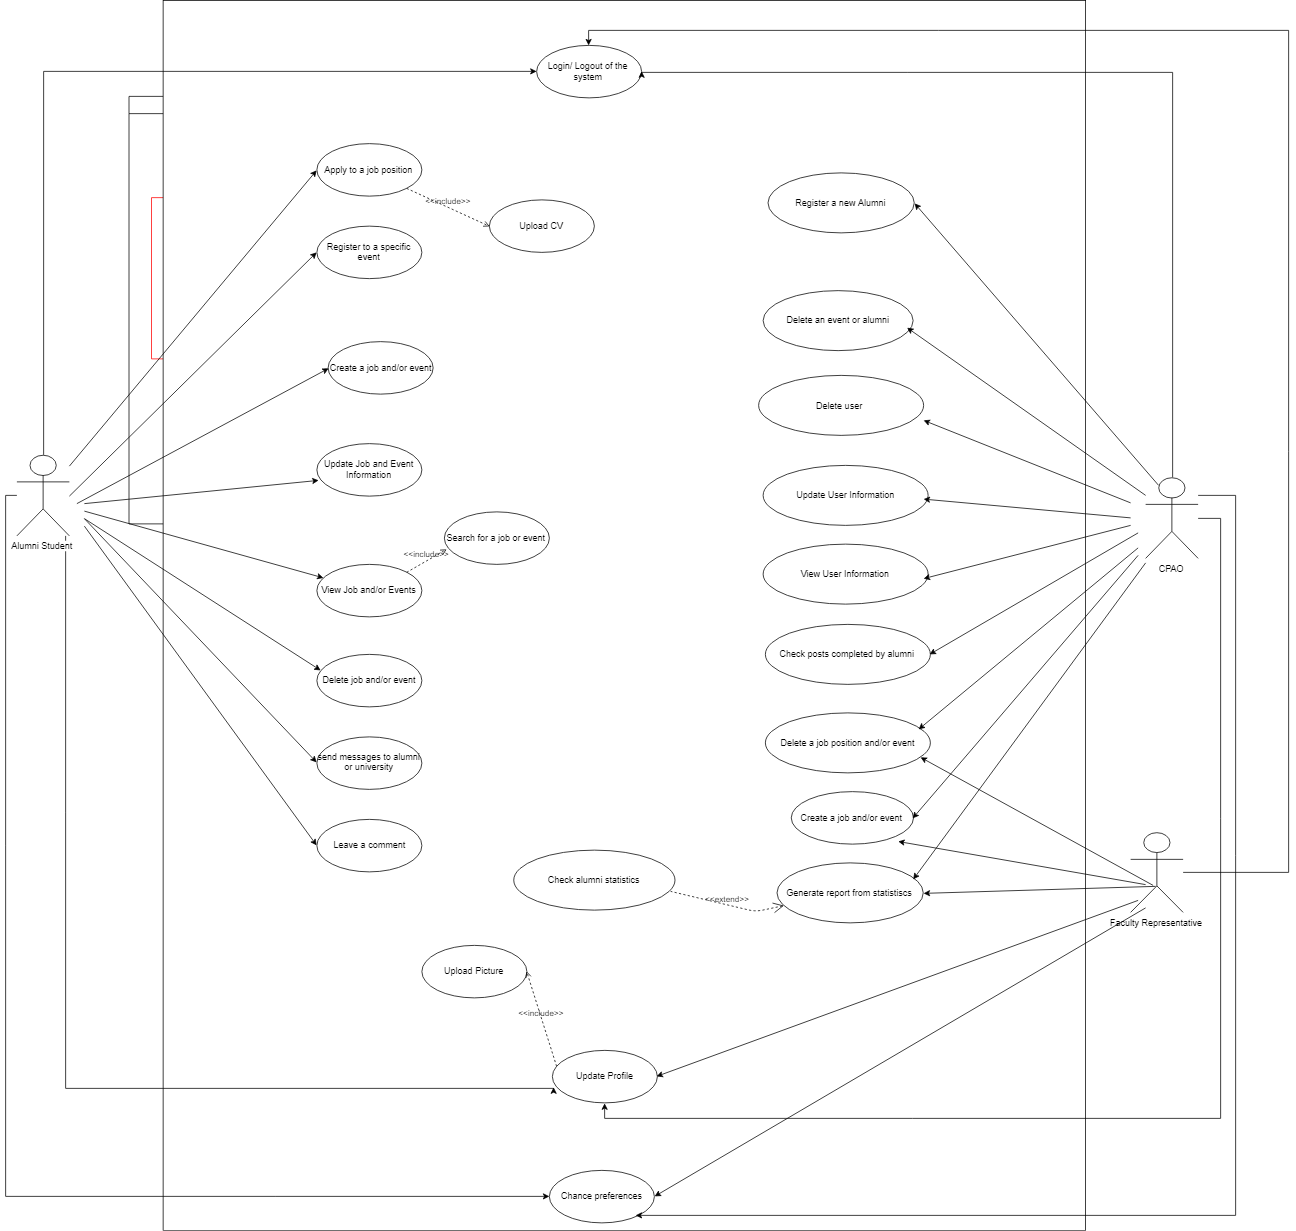 Login/ Logout of the
system
Apply to a job position
<<include>>
Upload CV
Register a new Alumni
Register to a specific
event
Delete an event or alumni
Create a job and/or event
Delete user
Update Job and Event
Information
Update User Information
Alumni Student
Search for a job or event
<<include>>
View Job and/or Events
View User Information
CPAO
Check posts completed by alumni
Delete job and/or event
Delete a job position and/or event
send messages to alumni
or university
Create a job and/or event
Leave a comment
Check alumni statistics
<<extend>>
Generate report from statistiscs
Faculty Representative
Upload Picture
<<include>>
Update Profile
Chance preferences